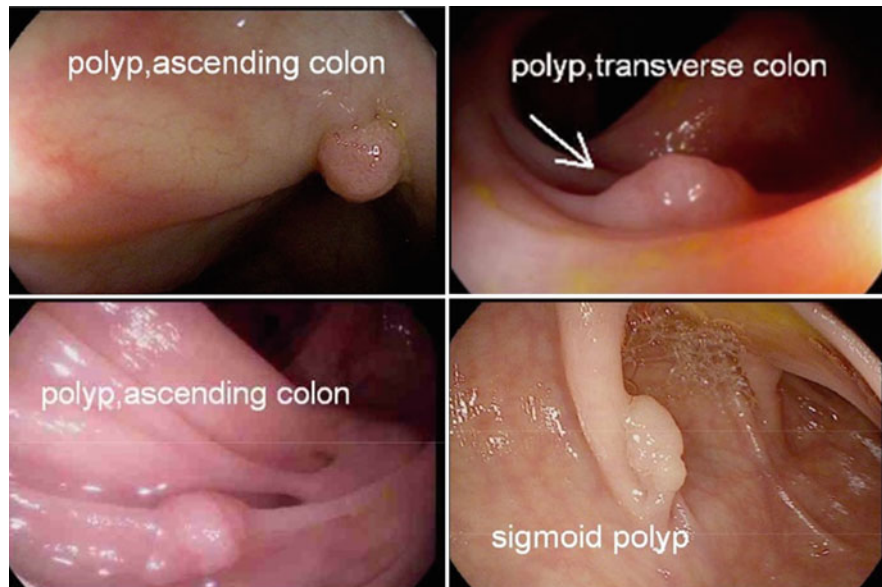 polyp,ascending colon
polyp,transverse colon
polyp,ascending colon
sigmoid polyp